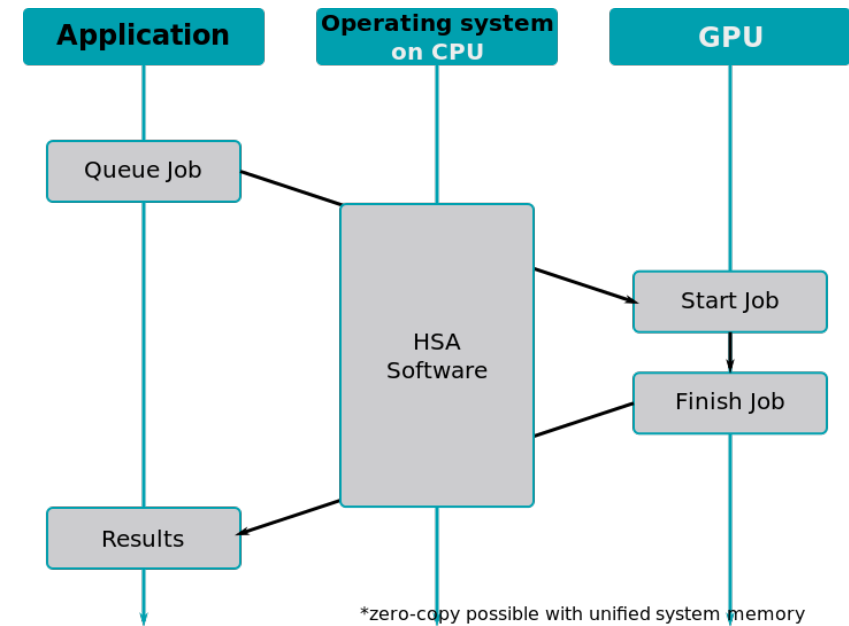 Application
Operating system
on CPU
GPU
Queue Job
HSA
Software
Start Job
Finish Job
Results
*zero-copy possible with unified system memory